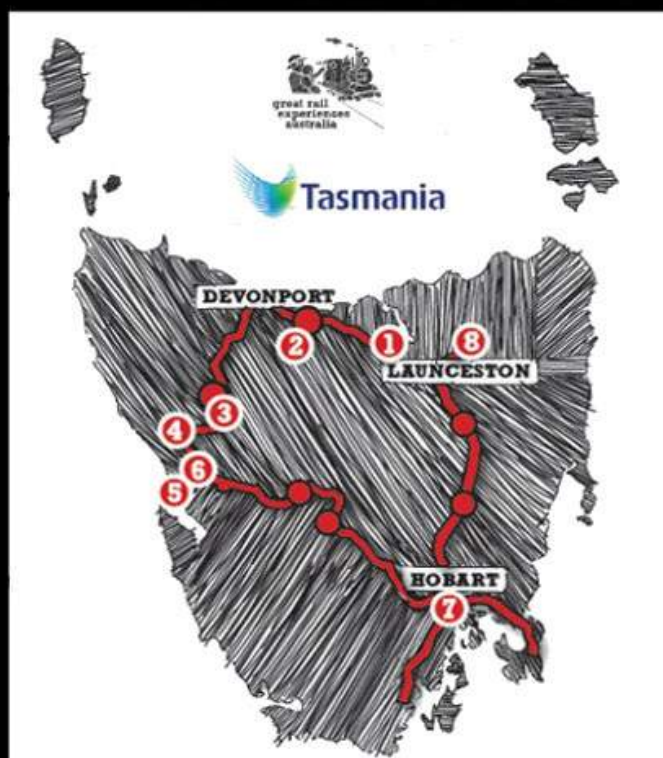 great rail
experiences
australia
Tasmania
DEVONPORT
2
1
8
LAUNCESTON
3
4
6
5
HOBART
7